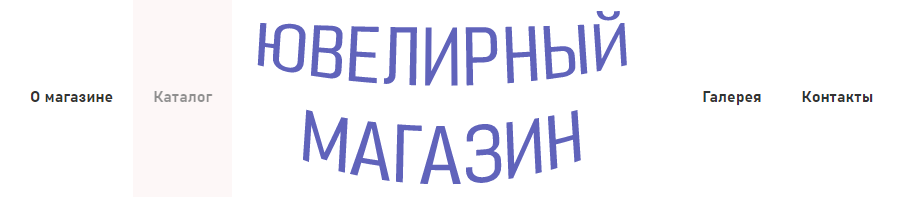 О магазине
Каталог
ЮВЕЛИРНЫЙ
МАГАЗИН
Галерея
Контакты